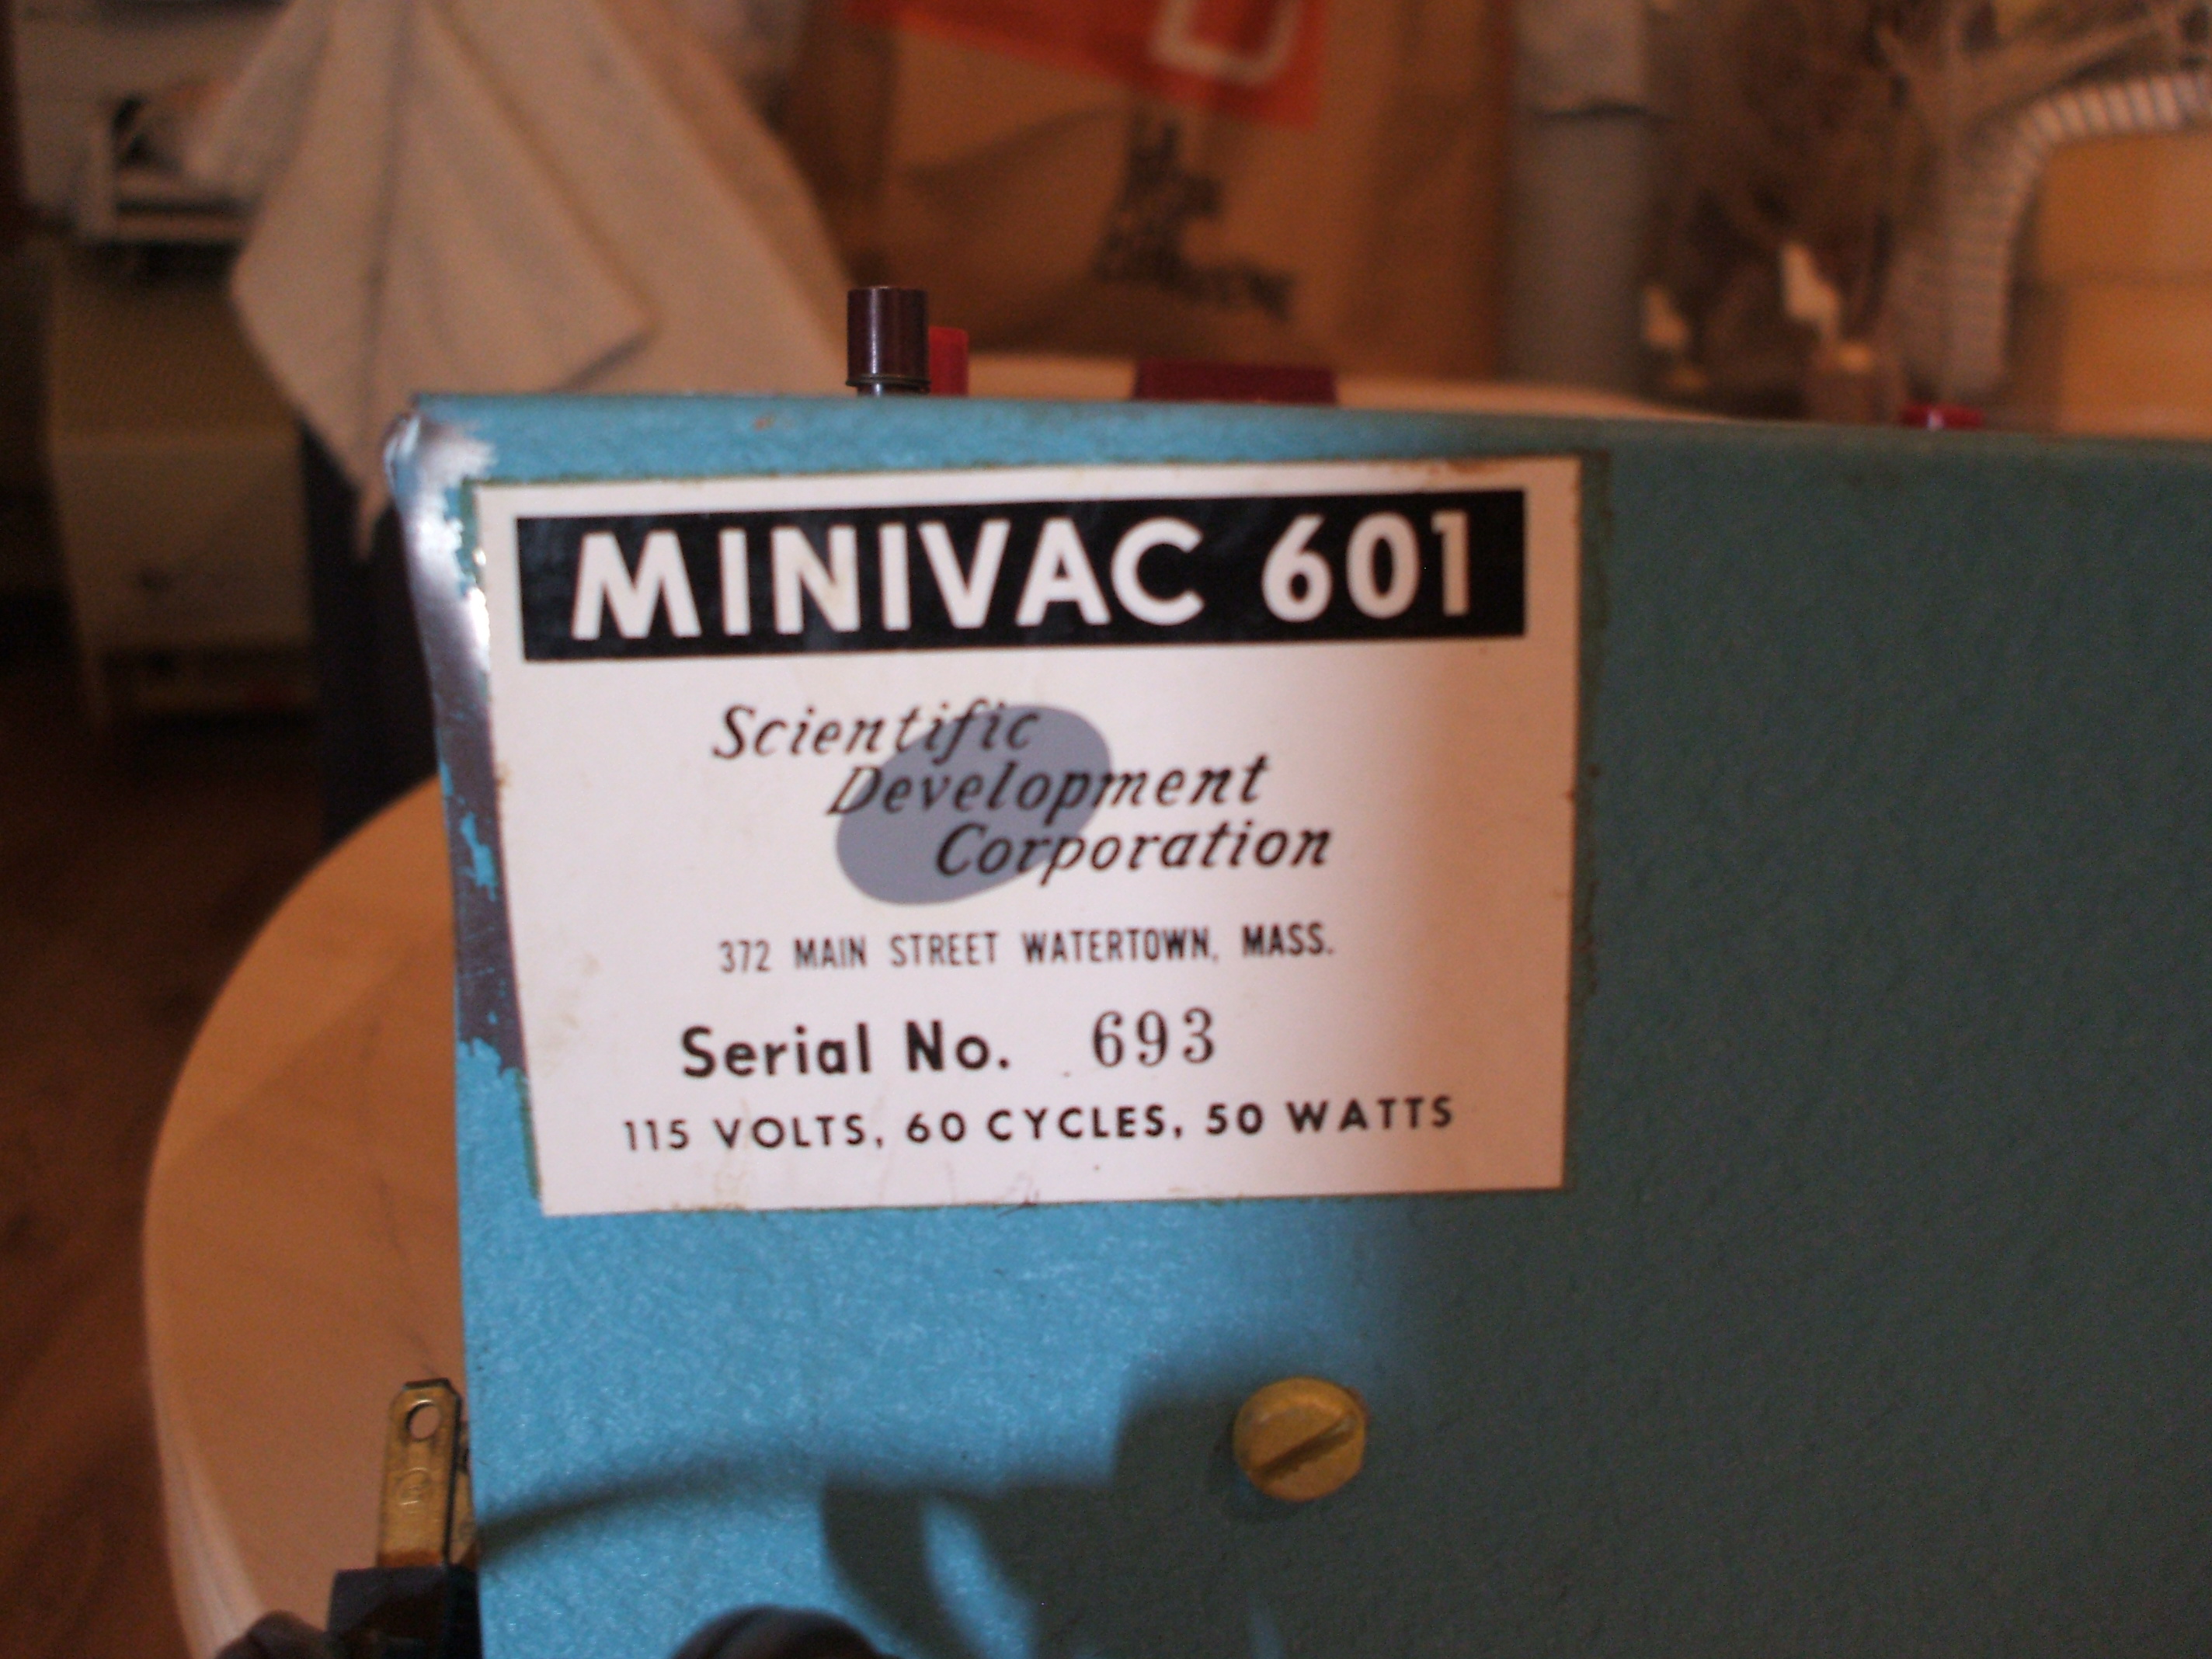 MINIVAC 601
Scientific
Development
Corporation
372 MAIN STREET WATERTOWN, MASS.
Serial No. 693
115 VOLTS, 60 CYCLES, 50 WATTS